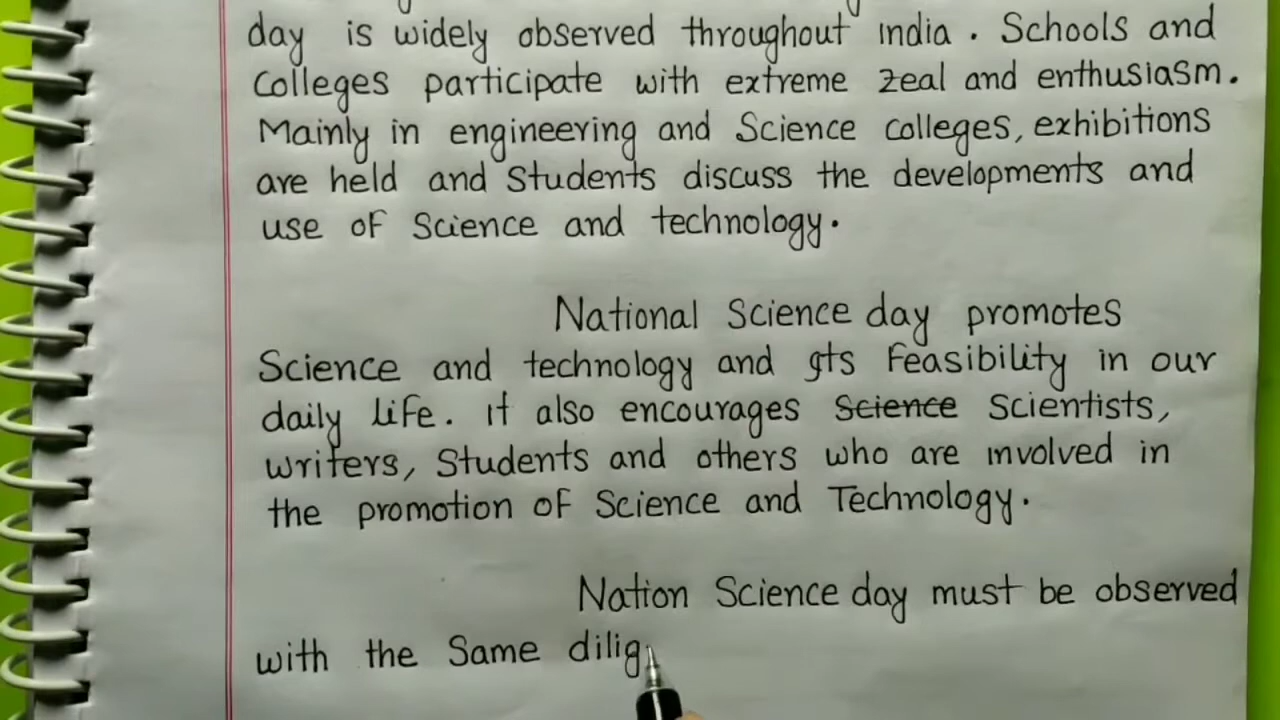 day is widely observed throughout India. Schools and
Colleges participate with extreme zeal and enthusiasm.
Mainly in engineering and Science colleges, exhibitions
are held and Students discuss the developments and
use of Science and technology.
National Science day promotes
Science and technology and gts feasibility in our
daily life. It also encourages Science Scientists,
writers, Students and others who are involved in
the promotion of Science and Technology.
Nation Science day must be observed
with the Same dilig